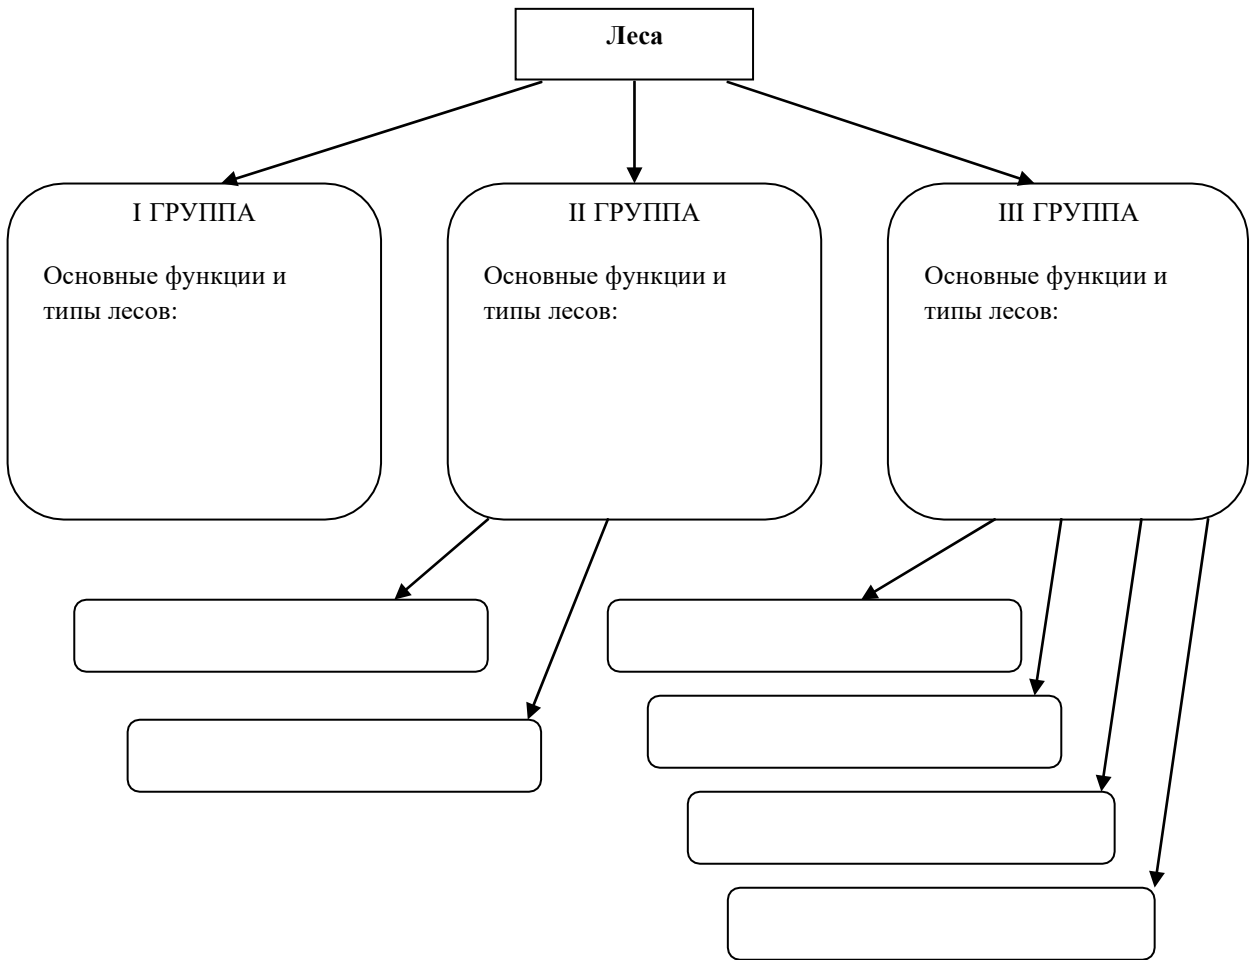 Леса
I ГРУППА
Основные функции и
типы лесов:
II ГРУППА
Основные функции и
типы лесов:
III ГРУППА
Основные функции и
типы лесов: